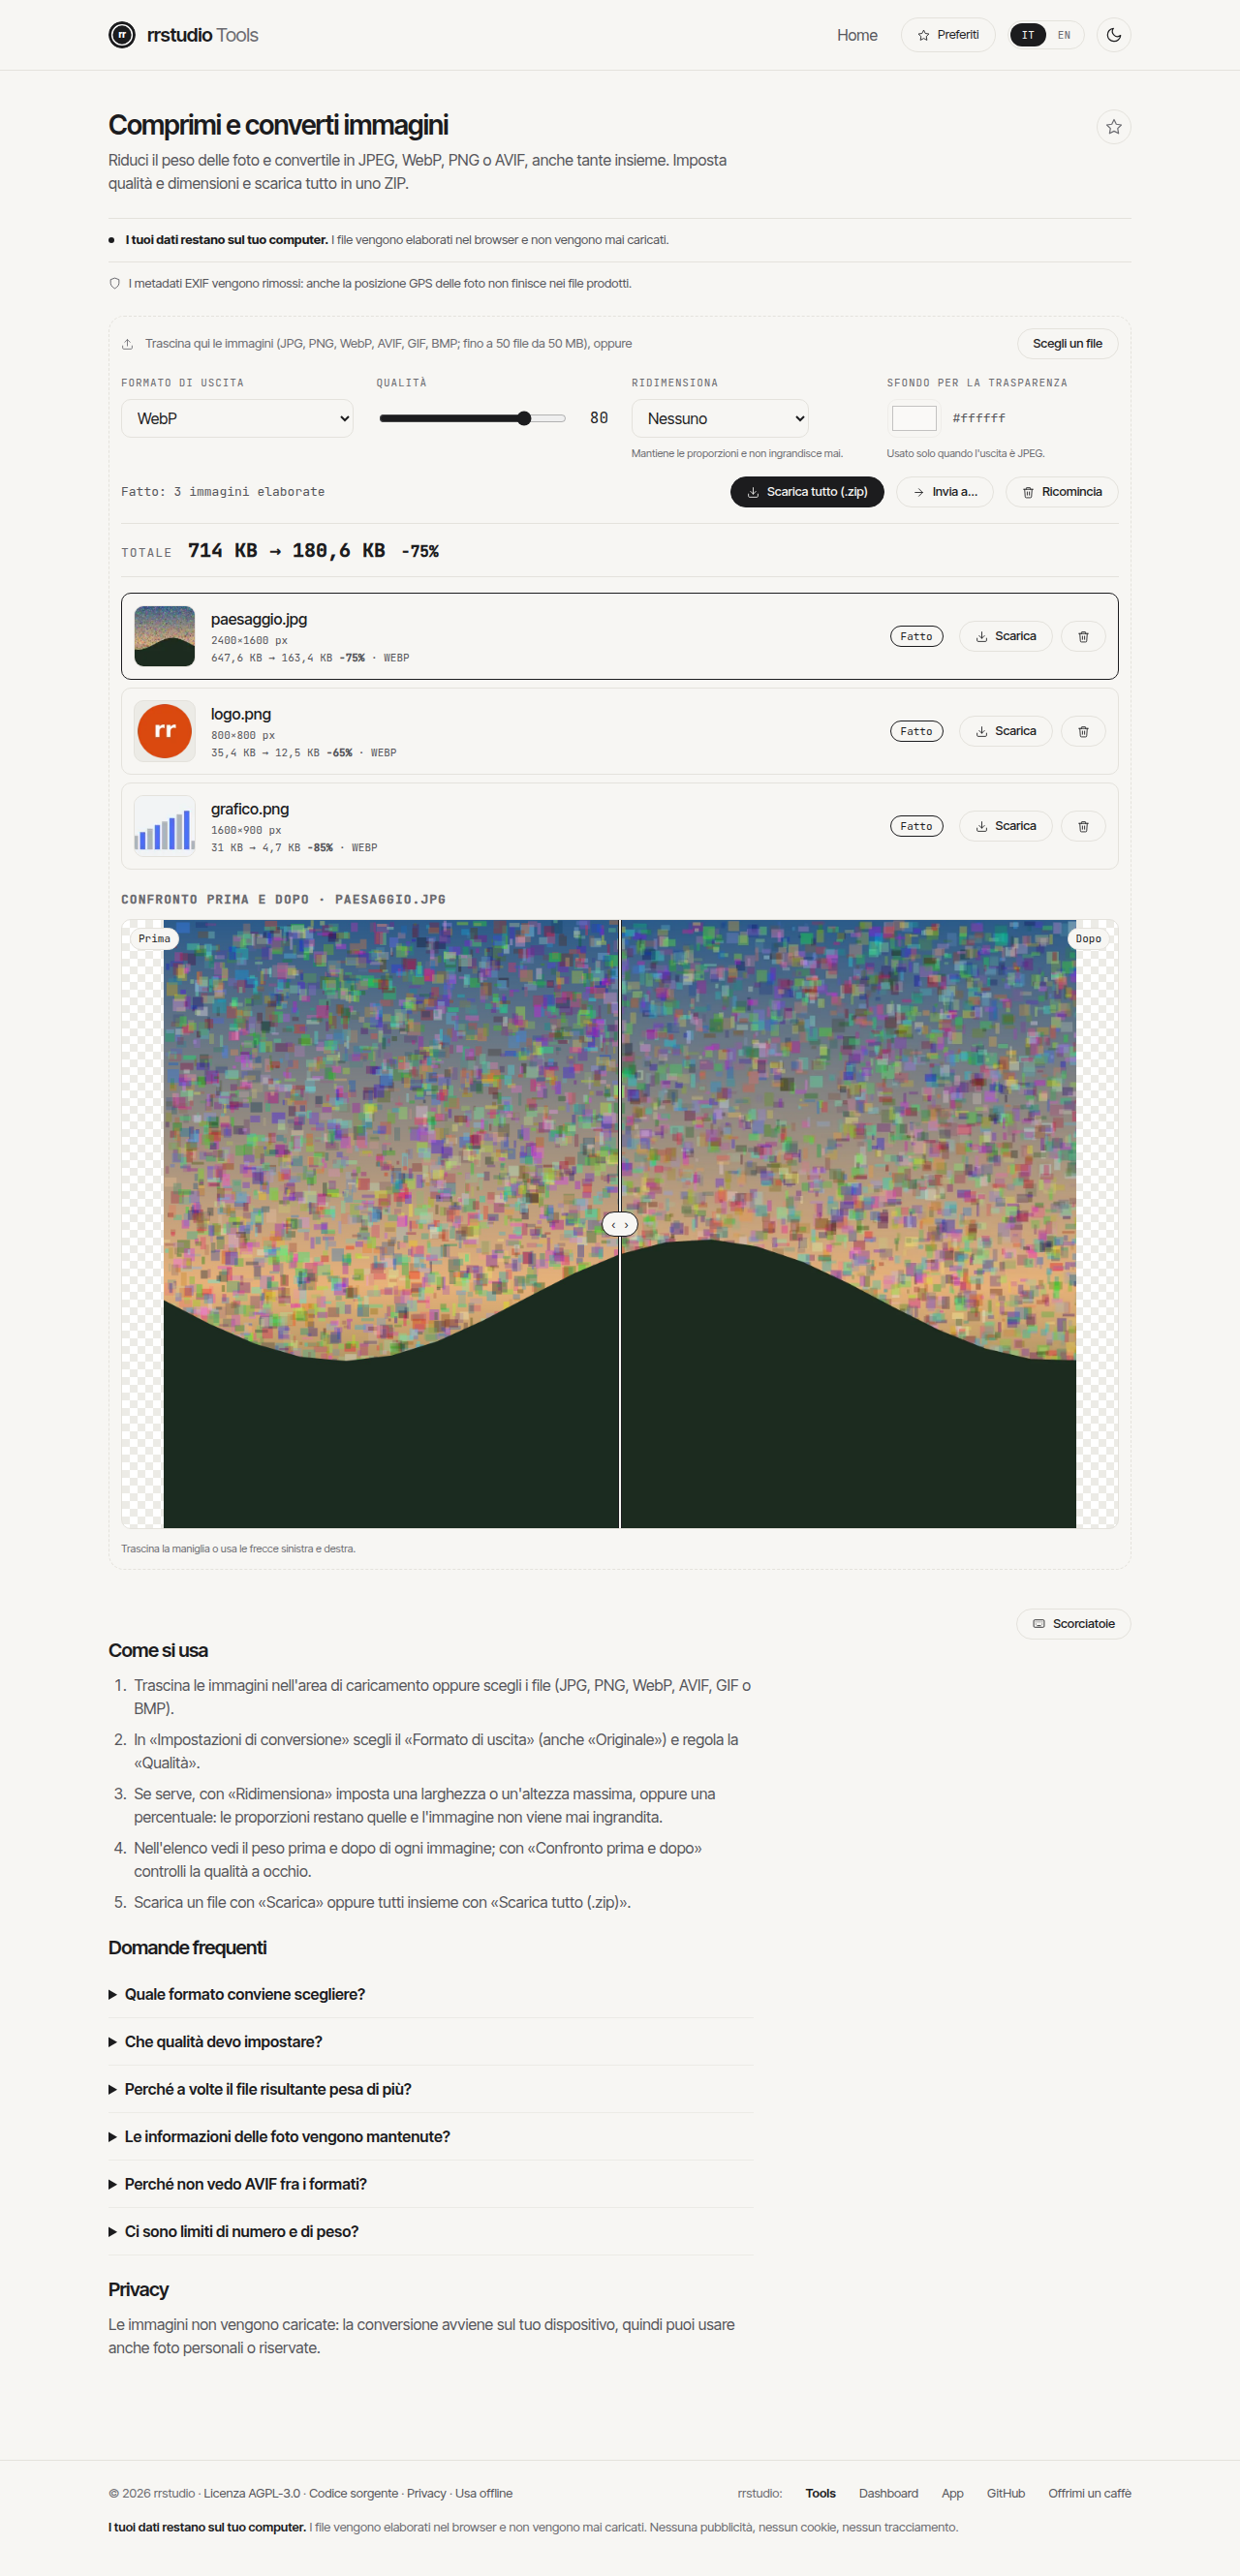 rr rrstudio Tools
Home
Preferiti
IT EN
Comprimi e converti immagini
Riduci il peso delle foto e convertile in JPEG, WebP, PNG o AVIF, anche tante insieme. Imposta
qualità e dimensioni e scarica tutto in uno ZIP.
I tuoi dati restano sul tuo computer. I file vengono elaborati nel browser e non vengono mai caricati.
I metadati EXIF vengono rimossi: anche la posizione GPS delle foto non finisce nei file prodotti.
Trascina qui le immagini (JPG, PNG, WebP, AVIF, GIF, BMP; fino a 50 file da 50 MB), oppure
Scegli un file
FORMATO DI USCITA
QUALITÀ
RIDIMENSIONA
SFONDO PER LA TRASPARENZA
WebP
80
Nessuno
#ffffff
Mantiene le proporzioni e non ingrandisce mai.
Usato solo quando l'uscita è JPEG.
Fatto: 3 immagini elaborate
Scarica tutto (.zip)
Invia a...
Ricomincia
TOTALE 714 KB → 180,6 KB -75%
paesaggio.jpg
2400×1600 px
647,6 KB → 163,4 KB -75% · WEBP
Fatto
Scarica
rr
logo.png
800×800 px
35,4 KB → 12,5 KB -65% · WEBP
Fatto
Scarica
grafico.png
1600×900 px
31 KB → 4,7 KB -85% · WEBP
Fatto
Scarica
CONFRONTO PRIMA E DOPO · PAESAGGIO.JPG
Prima
Dopo
Trascina la maniglia o usa le frecce sinistra e destra.
Scorciatoie
Come si usa
1. Trascina le immagini nell'area di caricamento oppure scegli i file (JPG, PNG, WebP, AVIF, GIF o
BMP).
2. In «Impostazioni di conversione» scegli il «Formato di uscita» (anche «Originale») e regola la
«Qualità».
3. Se serve, con «Ridimensiona» imposta una larghezza o un'altezza massima, oppure una
percentuale: le proporzioni restano quelle e l'immagine non viene mai ingrandita.
4. Nell'elenco vedi il peso prima e dopo di ogni immagine; con «Confronto prima e dopo»
controlli la qualità a occhio.
5. Scarica un file con «Scarica» oppure tutti insieme con «Scarica tutto (.zip)».
Domande frequenti
Quale formato conviene scegliere?
Che qualità devo impostare?
Perché a volte il file risultante pesa di più?
Le informazioni delle foto vengono mantenute?
Perché non vedo AVIF fra i formati?
Ci sono limiti di numero e di peso?
Privacy
Le immagini non vengono caricate: la conversione avviene sul tuo dispositivo, quindi puoi usare
anche foto personali o riservate.
© 2026 rrstudio · Licenza AGPL-3.0 · Codice sorgente · Privacy · Usa offline
rrstudio: Tools Dashboard App GitHub Offrimi un caffè
I tuoi dati restano sul tuo computer. I file vengono elaborati nel browser e non vengono mai caricati. Nessuna pubblicità, nessun cookie, nessun tracciamento.